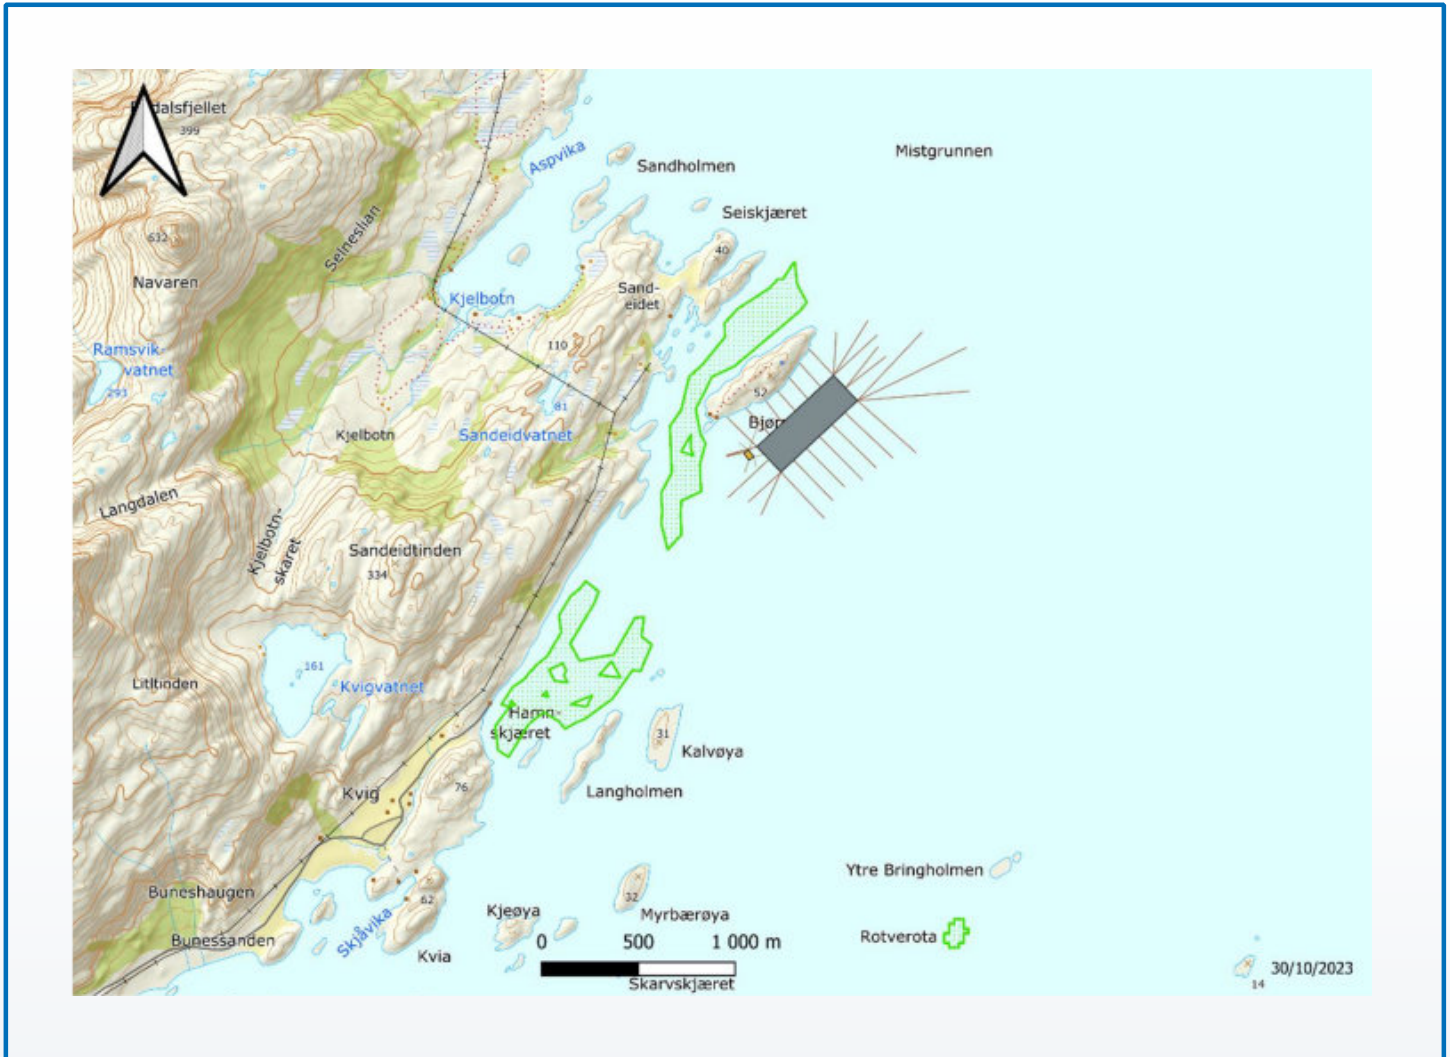 dalsfjellet
399
Aspvika
Mistgrunnen
Sandholmen
Seiskjæret
632
Selneslian
40
Navaren
Sand-
eidet
Kjelbotn
110
Ramsvik-
vatnet
293
52
81
Bjørn
Kjelbotn
Sandeidvatnet
Langdalen
Kjelbotn-
skaret
Sandeidtinden
334
161
Litltinden
Kvigvatnet
Hamn-
skjæret
31
Kalvøya
76
Langholmen
Kvig
Ytre Bringholmen
Buneshaugen
62
32
Kjeøya
Myrbærøya
Skjåvika
Rotverota
Bunessanden
0 500 1 000 m
Kvia
30/10/2023
Skarvskjæret
14